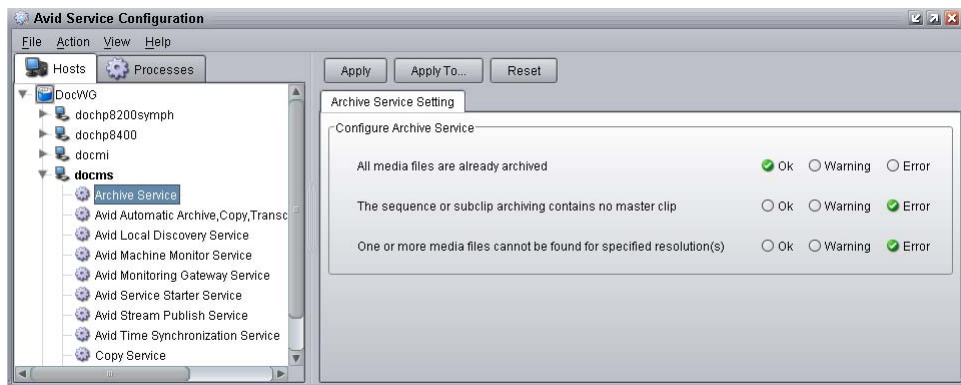 Avid Service Configuration
File Action View Help
Hosts Processes
DocWG
dochp8200symph
dochp8400
docmi
docms
Archive Service
Avid Automatic Archive,Copy,Transc
Avid Local Discovery Service
Avid Machine Monitor Service
Avid Monitoring Gateway Service
Avid Service Starter Service
Avid Stream Publish Service
Avid Time Synchronization Service
Copy Service
Apply Apply To... Reset
Archive Service Setting
Configure Archive Service
All media files are already archived Ok Warning Error
The sequence or subclip archiving contains no master clip Ok Warning Error
One or more media files cannot be found for specified resolution(s) Ok Warning Error